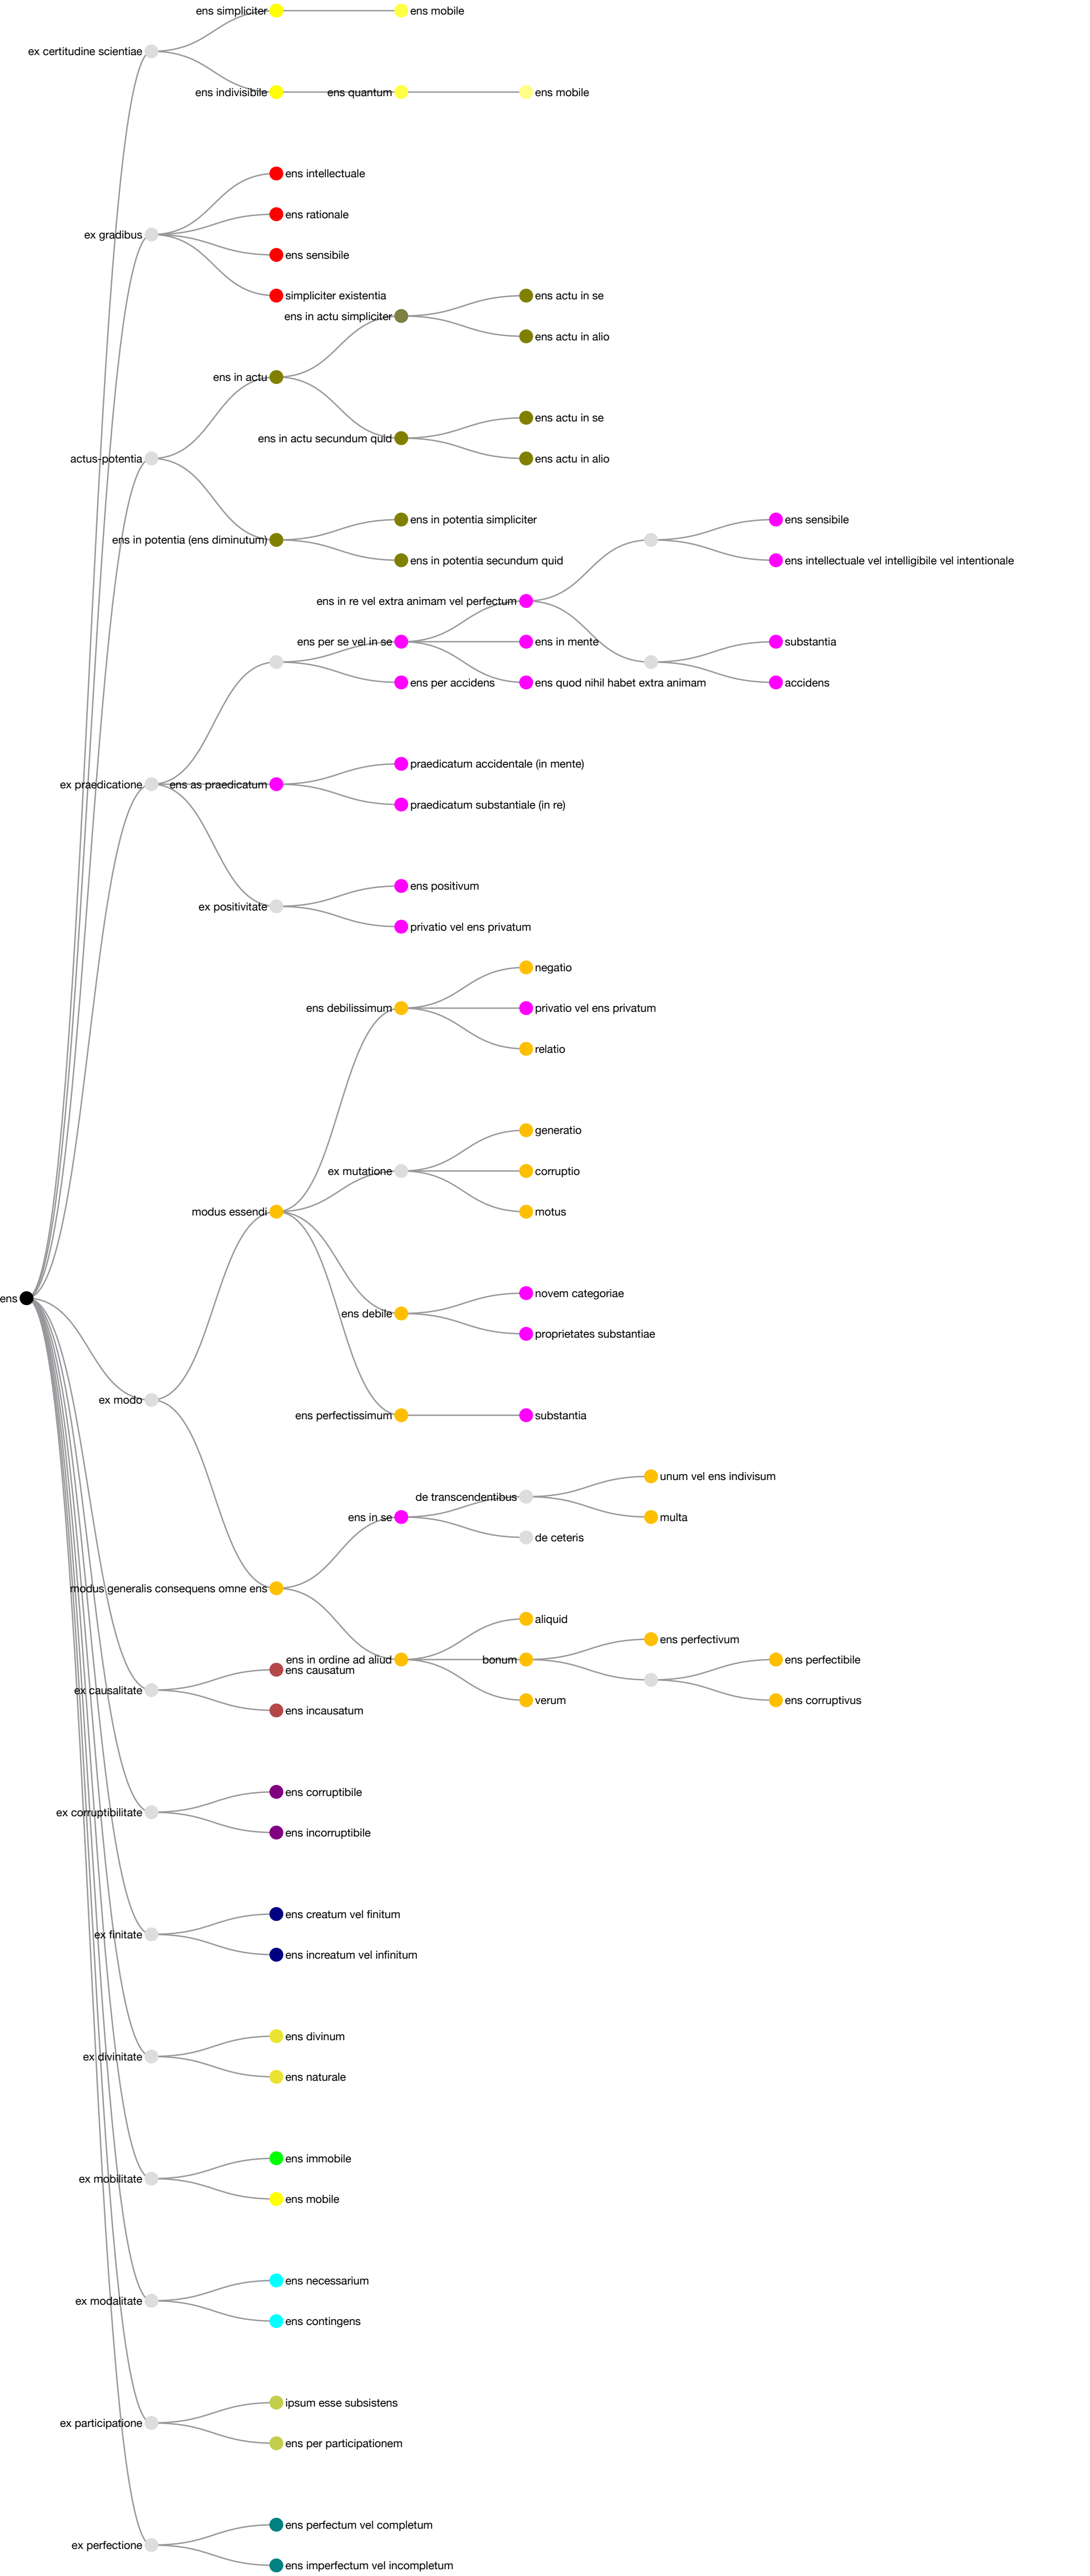 ens simpliciter
ens mobile
ex certitudine scientiae
ens indivisibile
ens quantum
ens mobile
ens intellectuale
ens rationale
ex gradibus
ens sensibile
simpliciter existentia
ens actu in se
ens in actu simpliciter
ens actu in alio
ens in actu
ens actu in se
ens in actu secundum quid
ens actu in alio
actus-potentia
ens in potentia simpliciter
ens sensibile
ens in potentia (ens diminutum)
ens in potentia secundum quid
ens intellectuale vel intelligibile vel intentionale
ens in re vel extra animam vel perfectum
ens per se vel in se
ens in mente
substantia
ens per accidens
ens quod nihil habet extra animam
accidens
praedicatum accidentale (in mente)
ex praedicatione
ens as praedicatum
praedicatum substantiale (in re)
ens positivum
ex positivitate
privatio vel ens privatum
negatio
ens debilissimum
privatio vel ens privatum
relatio
generatio
ex mutatione
corruptio
modus essendi
motus
novem categoriae
ens
ens debile
proprietates substantiae
ex modo
ens perfectissimum
substantia
unum vel ens indivisum
de transcendentibus
ens in se
multa
de ceteris
modus generalis consequens omne ens
aliquid
ens perfectivum
ens in ordine ad aliud
bonum
ens perfectibile
ens causatum
ex causalitate
verum
ens corruptivus
ens incausatum
ens corruptibile
ex corruptibilitate
ens incorruptibile
ens creatum vel finitum
ex finitate
ens increatum vel infinitum
ens divinum
ex divinitate
ens naturale
ens immobile
ex mobilitate
ens mobile
ens necessarium
ex modalitate
ens contingens
ipsum esse subsistens
ex participatione
ens per participationem
ens perfectum vel completum
ex perfectione
ens imperfectum vel incompletum